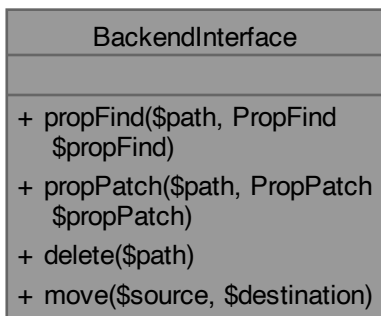 BackendInterface
+ propFind($path, PropFind
$propFind)
+ propPatch($path, PropPatch
$propPatch)
+ delete($path)
+ move($source, $destination)